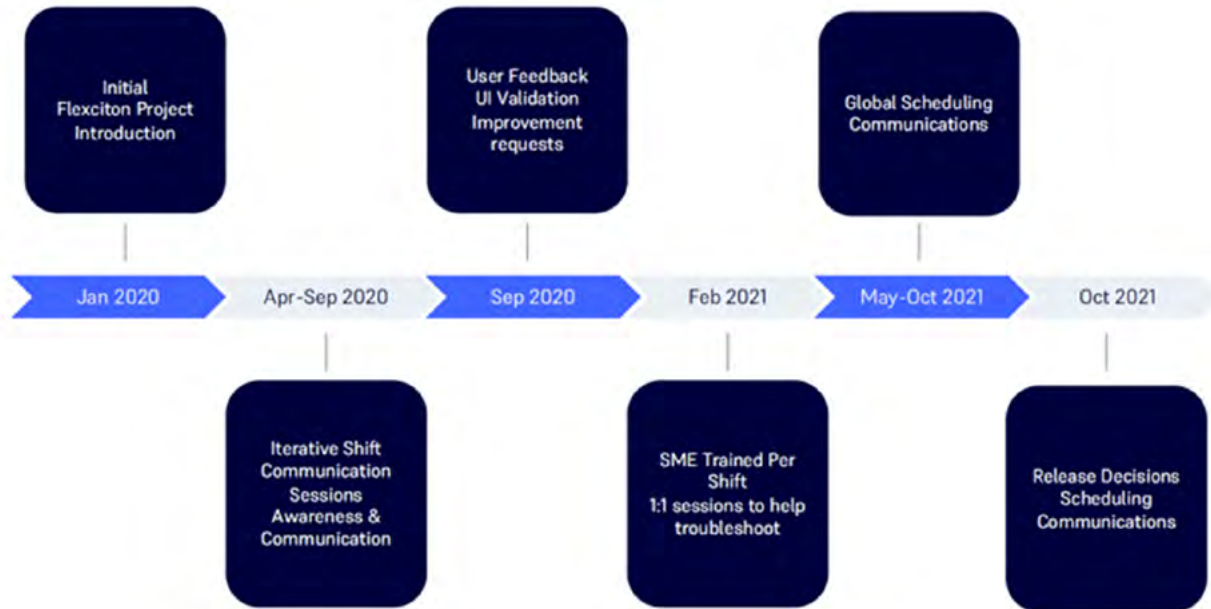 Initial
Flexciton Project
Introduction
User Feedback
UI Validation
Improvement
requests
Global Scheduling
Communications
Jan 2020
Apr-Sep 2020
Sep 2020
Feb 2021
May-Oct 2021
Oct 2021
Iterative Shift
Communication
Sessions
Awareness &
Communication
SME Trained Per
Shift
1:1 sessions to help
troubleshoot
Release Decisions
Scheduling
Communications